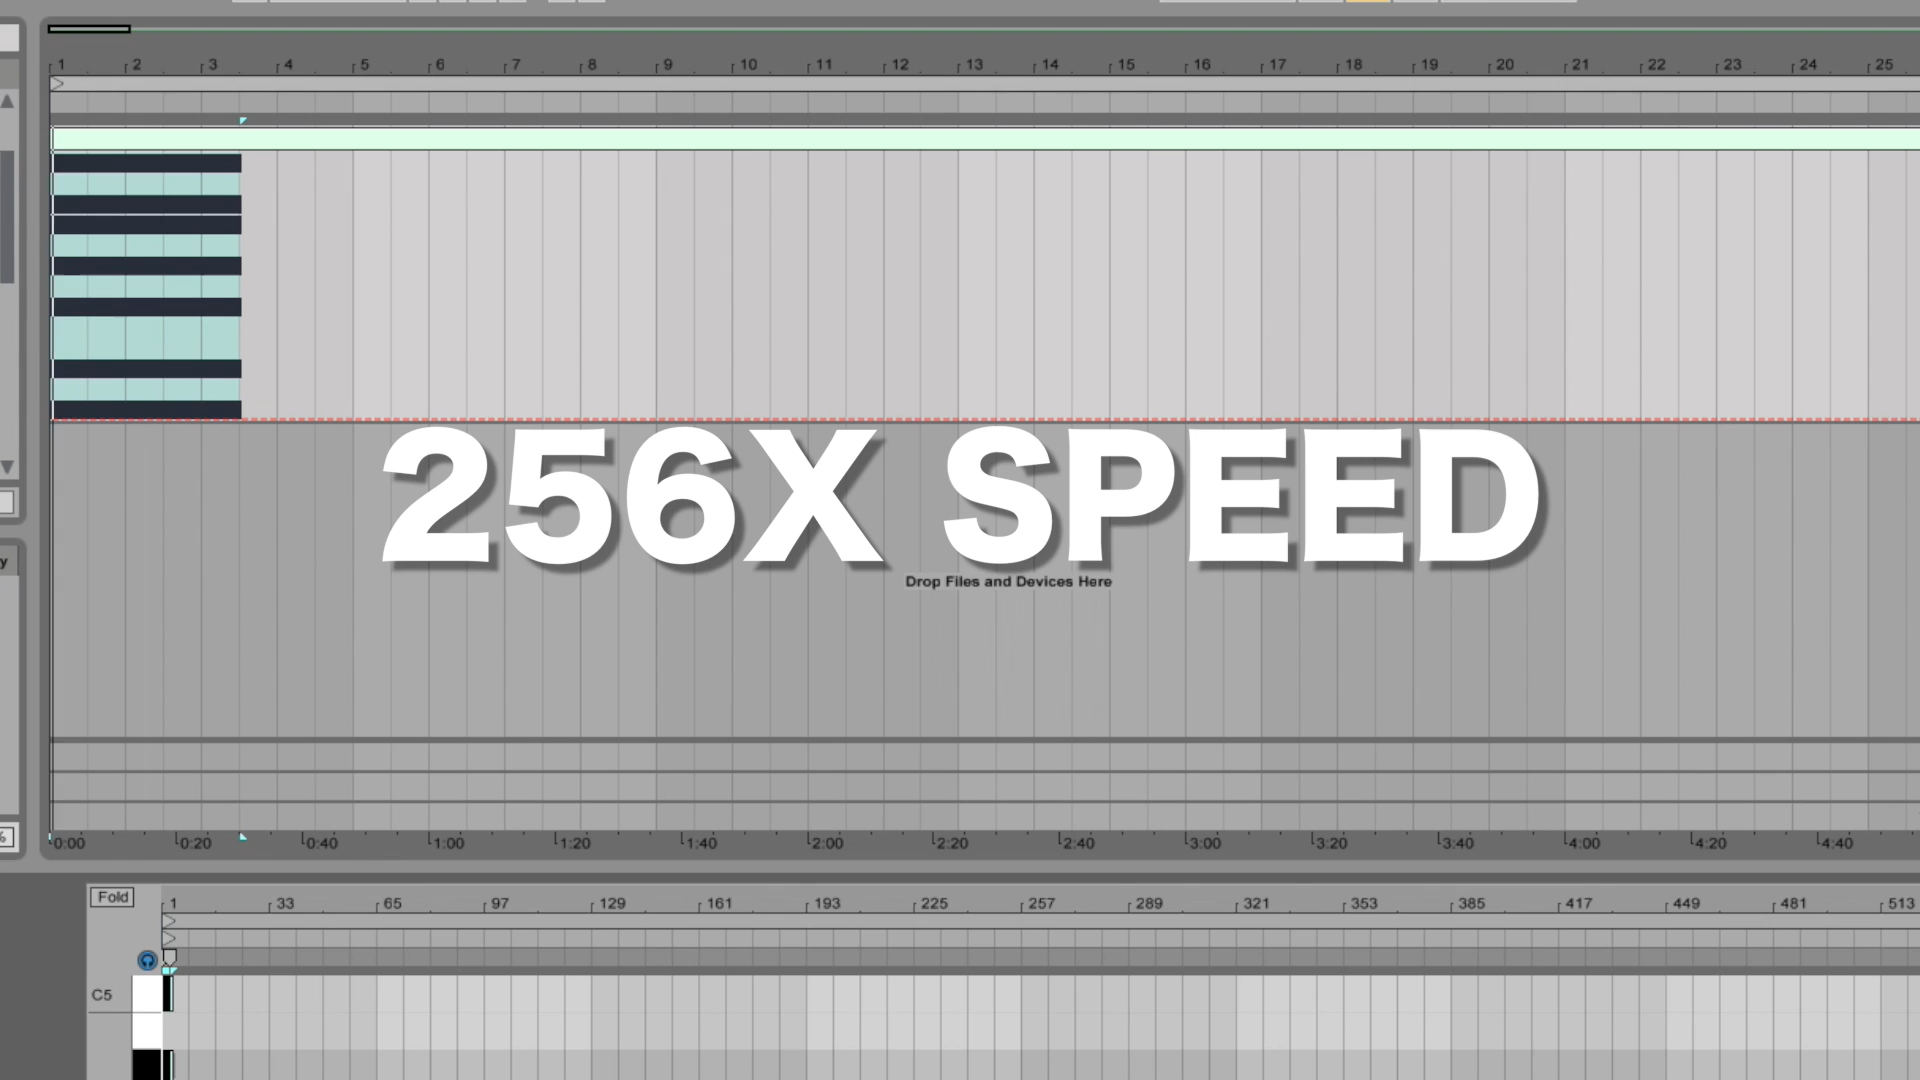 1 2 3 4 5 6 7 8 9 10 11 12 13 14 15 16 17 18 19 20 21 22 23 24 25
256X SPEED
Drop Files and Devices Here
y
%
0:00 0:20 0:40 1:00 1:20 1:40 2:00 2:20 2:40 3:00 3:20 3:40 4:00 4:20 4:40
Fold 1 33 65 97 129 161 193 225 257 289 321 353 385 417 449 481 513
C5